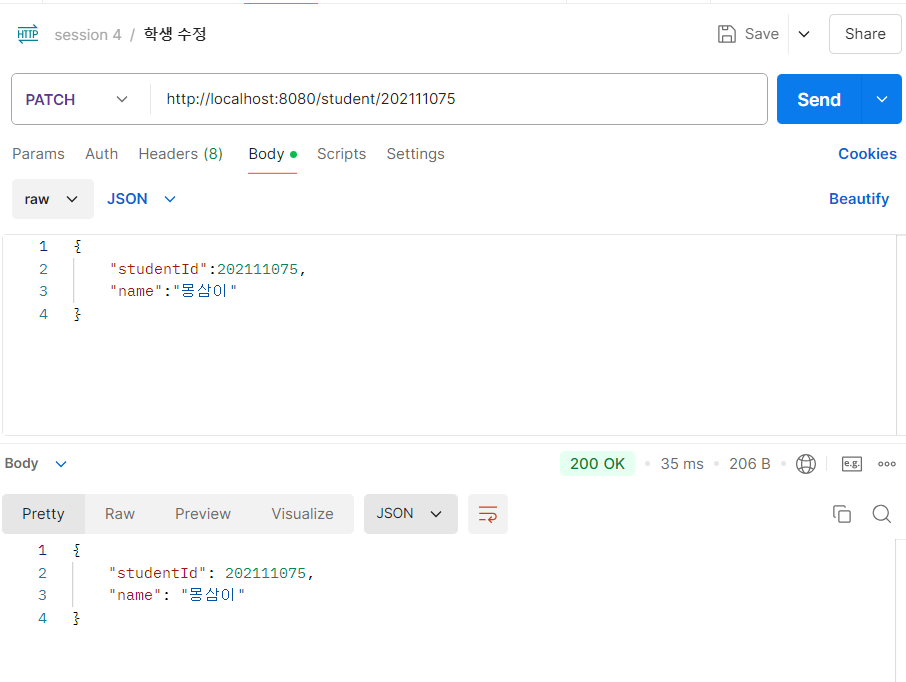 HTTP session 4 / 학생 수정 Save Share
PATCH http://localhost:8080/student/202111075 Send
Params Auth Headers (8) Body Scripts Settings Cookies
raw JSON Beautify
1 {
2 "studentId":202111075,
3 "name":"몽삼이"
4 }
Body 200 OK 35 ms 206 B e.g.
Pretty Raw Preview Visualize JSON
1 {
2 "studentId": 202111075,
3 "name": "몽삼이"
4 }